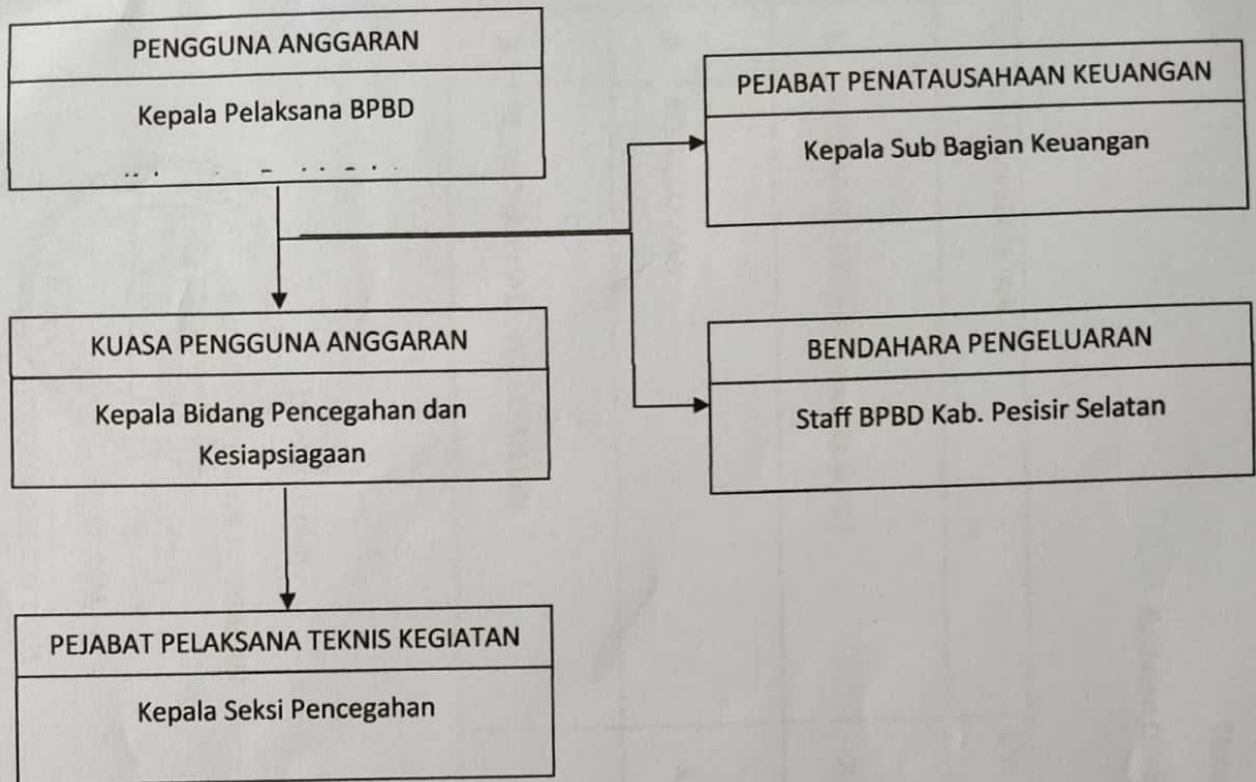 PENGGUNA ANGGARAN
Kepala Pelaksana BPBD
PEJABAT PENATAUSAHAAN KEUANGAN
Kepala Sub Bagian Keuangan
KUASA PENGGUNA ANGGARAN
Kepala Bidang Pencegahan dan
Kesiapsiagaan
BENDAHARA PENGELUARAN
Staff BPBD Kab. Pesisir Selatan
PEJABAT PELAKSANA TEKNIS KEGIATAN
Kepala Seksi Pencegahan